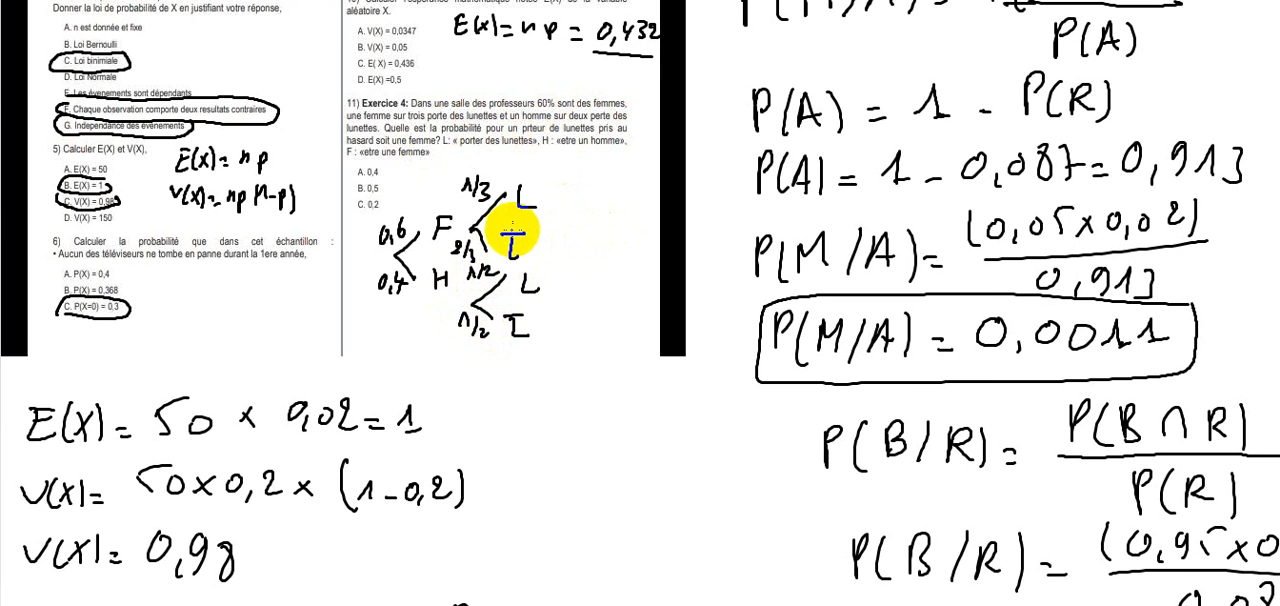 Donner la loi de probabilité de X en justifiant votre réponse,
A. n est donnée et fixe
B. Loi Bernoulli
C. Loi binimiale
D. Loi Normale
E. Les évenements sont dépendants
F. Chaque observation comporte deux resultats contraires
G. Independance des evenements
5) Calculer E(X) et V(X),
E(X) = np
A. E(X) = 50
B. E(X) = 1
V(X) = np(1-p)
C. V(X) = 0,98
D. V(X) = 150
6) Calculer la probabilité que dans cet échantillon :
• Aucun des téléviseurs ne tombe en panne durant la 1ere année,
A. P(X) = 0,4
B. P(X) = 0,368
C. P(X=0) = 0,3
aléatoire X.
E(X) = np = 0,432
A. V(X) = 0,0347
B. V(X) = 0,05
C. E( X) = 0,436
D. E(X) =0,5
11) Exercice 4: Dans une salle des professeurs 60% sont des femmes,
une femme sur trois porte des lunettes et un homme sur deux perte des
lunettes. Quelle est la probabilité pour un prteur de lunettes pris au
hasard soit une femme? L: « porter des lunettes», H : «etre un homme»,
F : «etre une femme»
A. 0,4
B. 0,5
C. 0,2
1/3 L
0,6 F
2/3 L
0,4 H 1/2 L
1/2 L
P(A)
P(A) = 1 - P(R)
P(A) = 1 - 0,087 = 0,913
P(M/A) = (0,05 x 0,02)
0,913
P(M/A) = 0,0011
E(X) = 50 x 0,02 = 1
V(X) = 50 x 0,2 x (1-0,2)
V(X) = 0,98
P(B/R) = P(B ∩ R)
P(R)
P(B/R) = (0,95 x 0